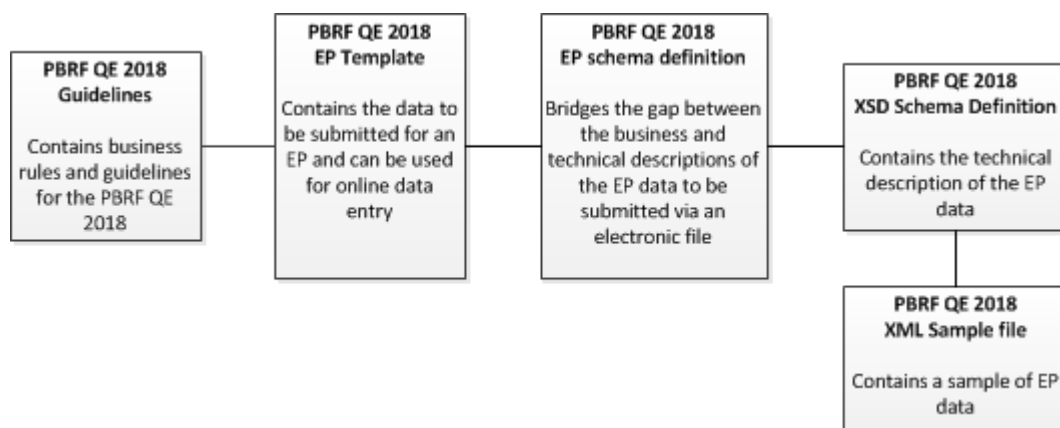 PBRF QE 2018
Guidelines
Contains business
rules and guidelines
for the PBRF QE
2018
PBRF QE 2018
EP Template
Contains the data to
be submitted for an
EP and can be used
for online data
entry
PBRF QE 2018
EP schema definition
Bridges the gap between
the business and
technical descriptions of
the EP data to be
submitted via an
electronic file
PBRF QE 2018
XSD Schema Definition
Contains the technical
description of the EP
data
PBRF QE 2018
XML Sample file
Contains a sample of EP
data